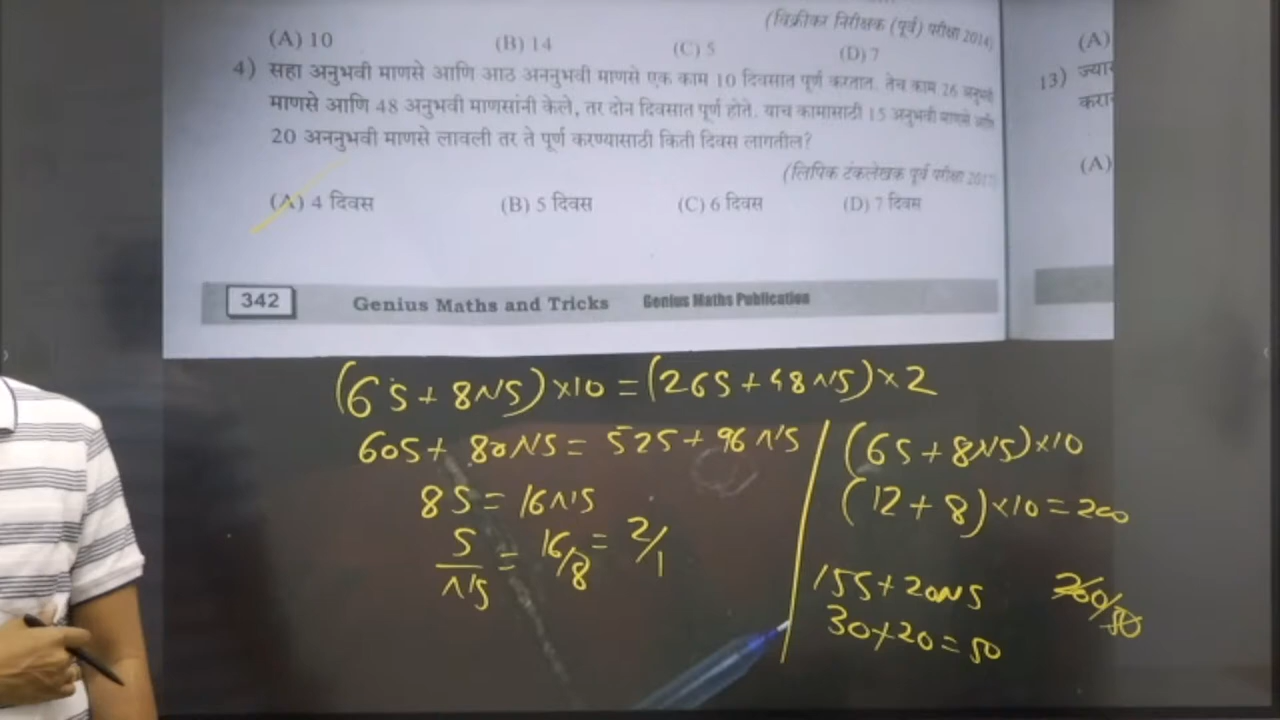 (विक्रीकर निरीक्षक (पूर्व) परीक्षा 2014)
(A) 10 (B) 14 (C) 5 (D) 7
4) सहा अनुभवी माणसे आणि आठ अननुभवी माणसे एक काम 10 दिवसात पूर्ण करतात. तेच काम 26 अनुभवी
माणसे आणि 48 अनुभवी माणसांनी केले, तर दोन दिवसात पूर्ण होते. याच कामासाठी 15 अनुभवी माणसे आणि
20 अननुभवी माणसे लावली तर ते पूर्ण करण्यासाठी किती दिवस लागतील?
(लिपिक टंकलेखक पूर्व परीक्षा
(A) 4 दिवस (B) 5 दिवस (C) 6 दिवस (D) 7 दिवस
342 Genius Maths and Tricks Genius Maths Publication
(A)
13)
(A)
(6S + 8NS) × 10 = (26S + 48NS) × 2
60S + 80NS = 52S + 96NS
8S = 16NS
S/NS = 16/8 = 2/1
(6S + 8NS) × 10
(12 + 8) × 10 = 200
15S + 20NS 200/50
30 + 20 = 50